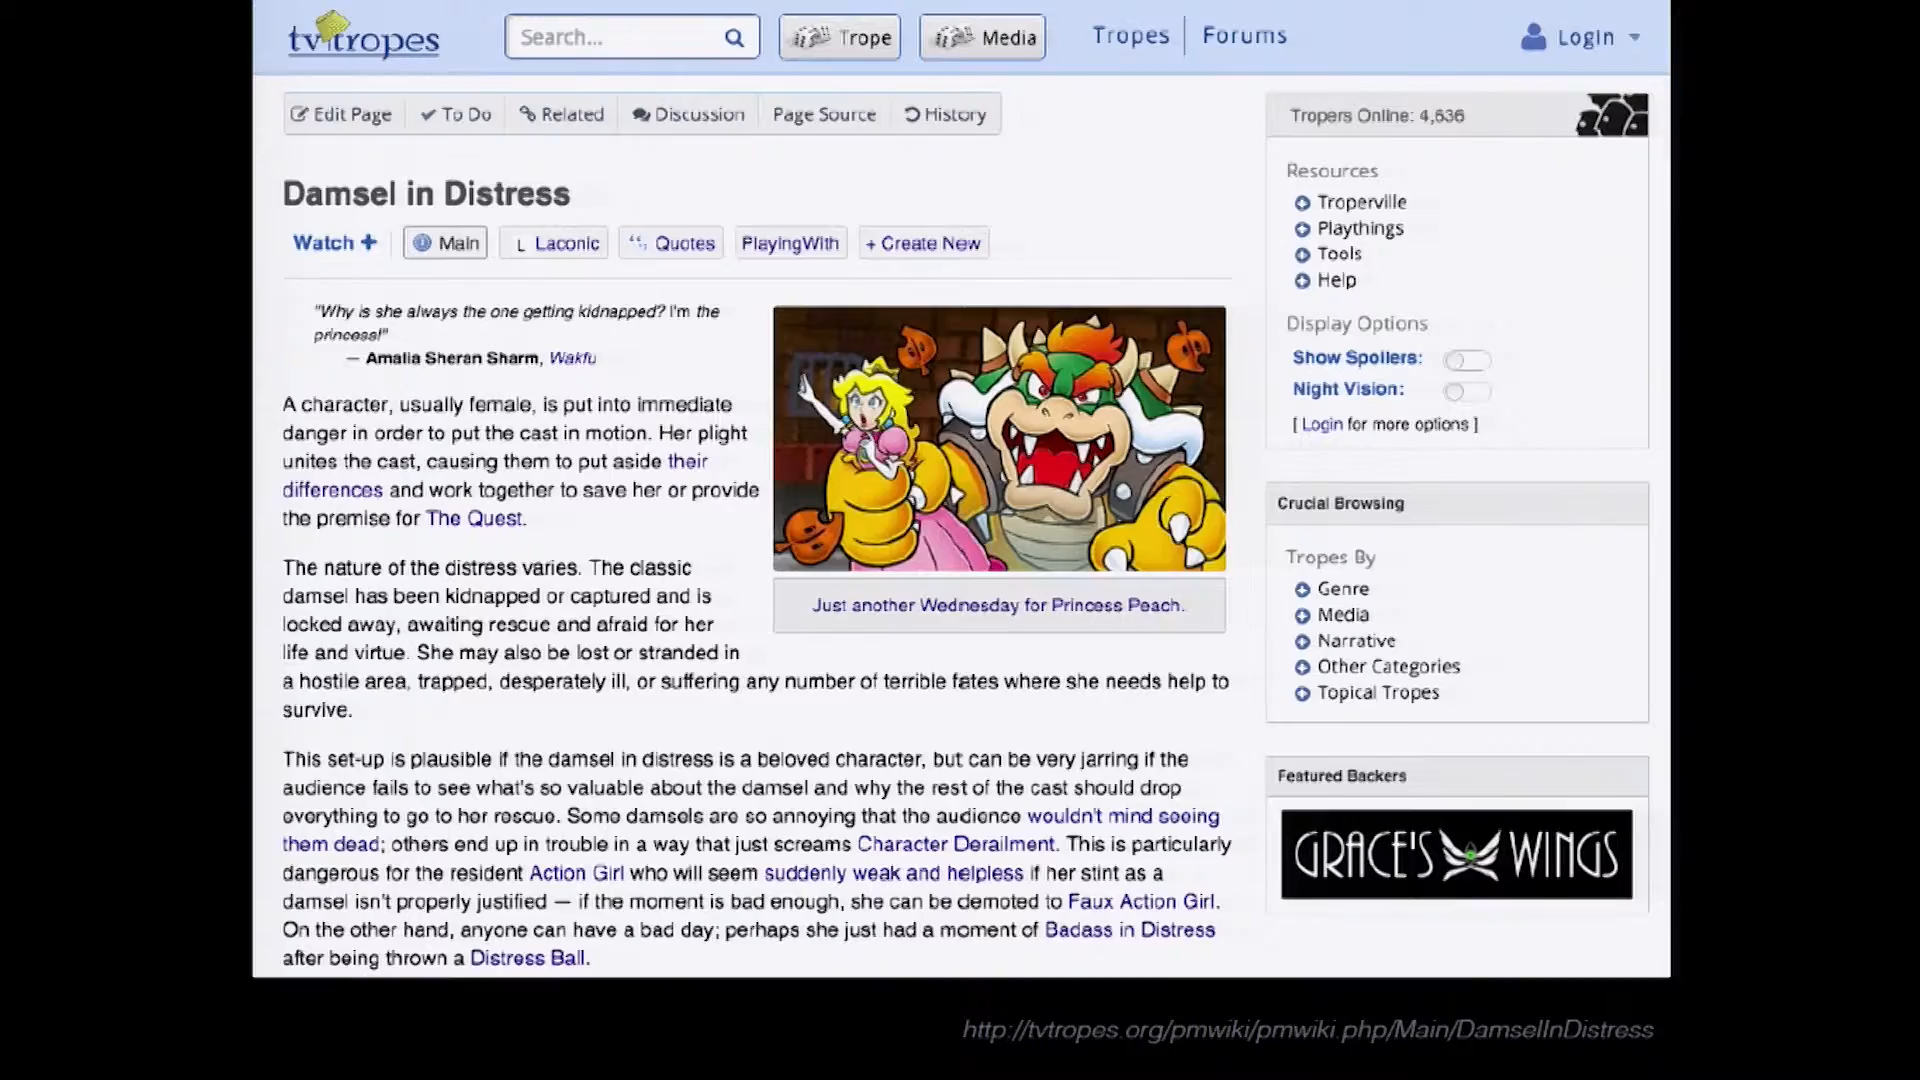 tvtropes
Search...
Trope
Media
Tropes
Forums
Login
Edit Page
To Do
Related
Discussion
Page Source
History
Tropers Online: 4,636
Damsel in Distress
Watch
Main
L Laconic
Quotes
PlayingWith
+ Create New
"Why is she always the one getting kidnapped? I'm the
princess!"
— Amalia Sheran Sharm, Wakfu
A character, usually female, is put into immediate
danger in order to put the cast in motion. Her plight
unites the cast, causing them to put aside their
differences and work together to save her or provide
the premise for The Quest.
The nature of the distress varies. The classic
damsel has been kidnapped or captured and is
locked away, awaiting rescue and afraid for her
life and virtue. She may also be lost or stranded in
a hostile area, trapped, desperately ill, or suffering any number of terrible fates where she needs help to
survive.
Just another Wednesday for Princess Peach.
This set-up is plausible if the damsel in distress is a beloved character, but can be very jarring if the
audience fails to see what's so valuable about the damsel and why the rest of the cast should drop
everything to go to her rescue. Some damsels are so annoying that the audience wouldn't mind seeing
them dead; others end up in trouble in a way that just screams Character Derailment. This is particularly
dangerous for the resident Action Girl who will seem suddenly weak and helpless if her stint as a
damsel isn't properly justified — if the moment is bad enough, she can be demoted to Faux Action Girl.
On the other hand, anyone can have a bad day; perhaps she just had a moment of Badass in Distress
after being thrown a Distress Ball.
Resources
Troperville
Playthings
Tools
Help
Display Options
Show Spoilers:
Night Vision:
[ Login for more options ]
Crucial Browsing
Tropes By
Genre
Media
Narrative
Other Categories
Topical Tropes
Featured Backers
GRACE'S WINGS
http://tvtropes.org/pmwiki/pmwiki.php/Main/DamselInDistress